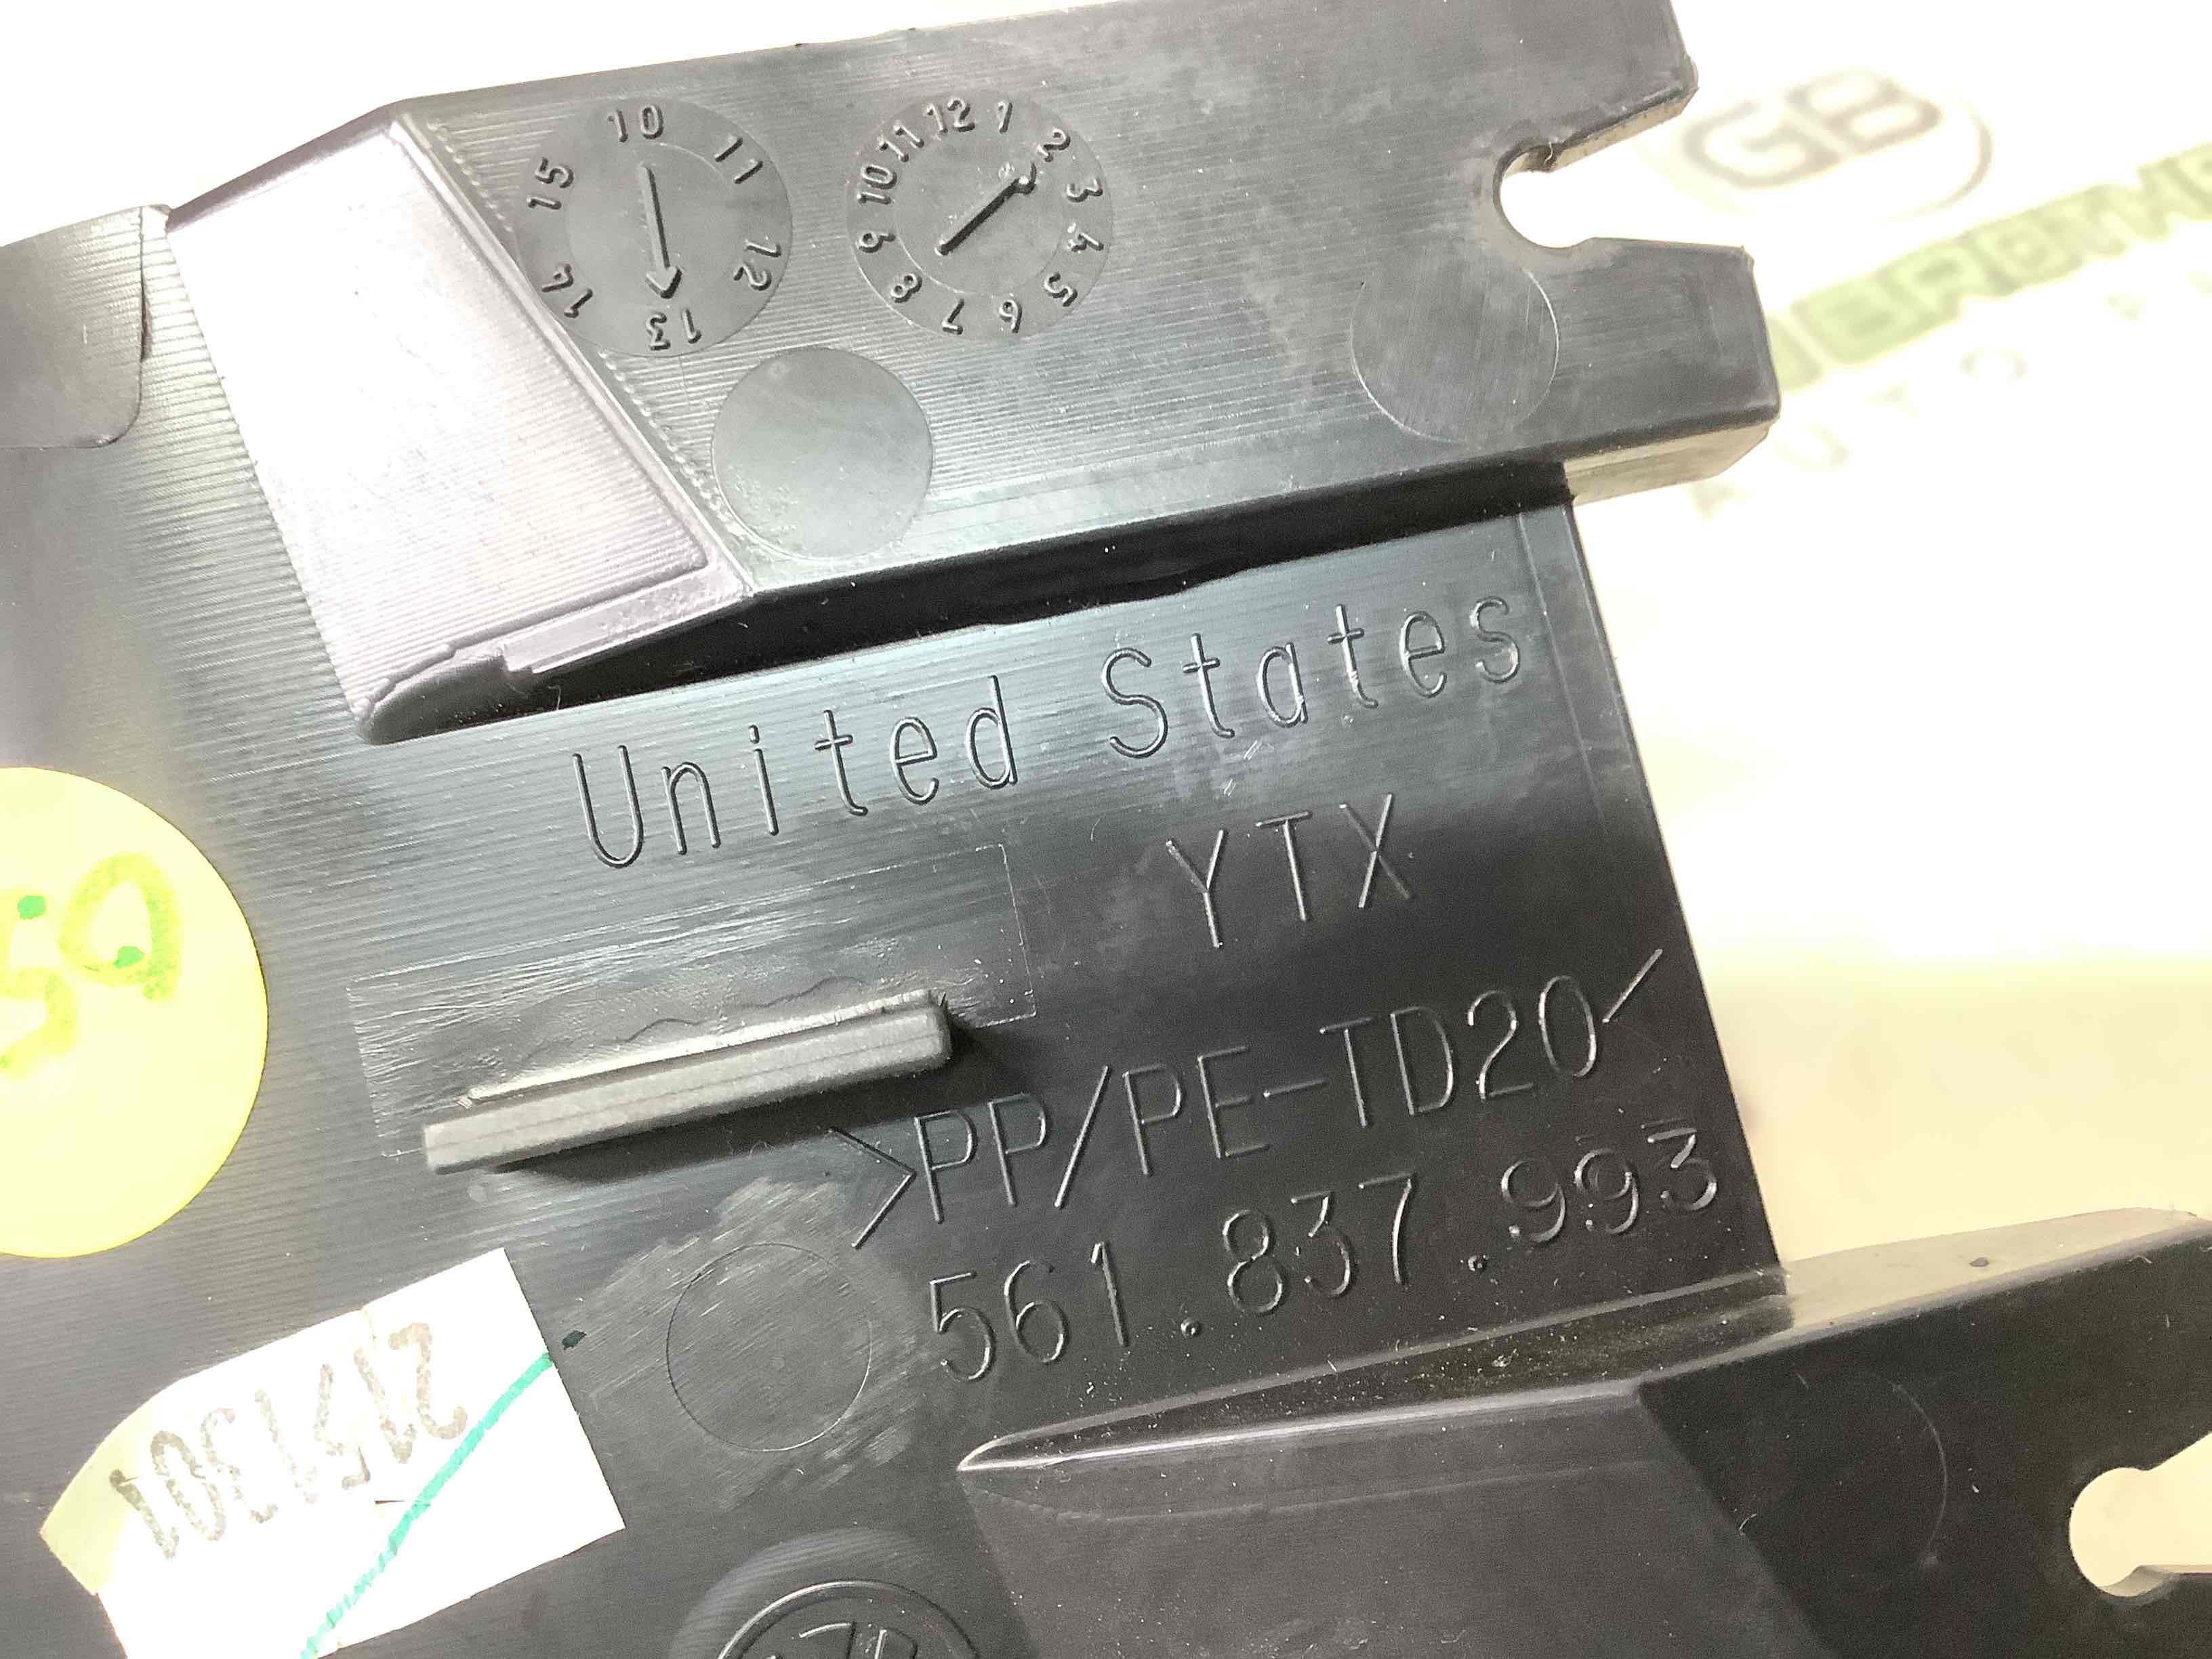 10 11 12 13 14 15
12 1 2 3 4 5 6 7 8 9 10 11
GB
United States
YTX
>PP/PE-TD20<
561.837.993
50
2151301